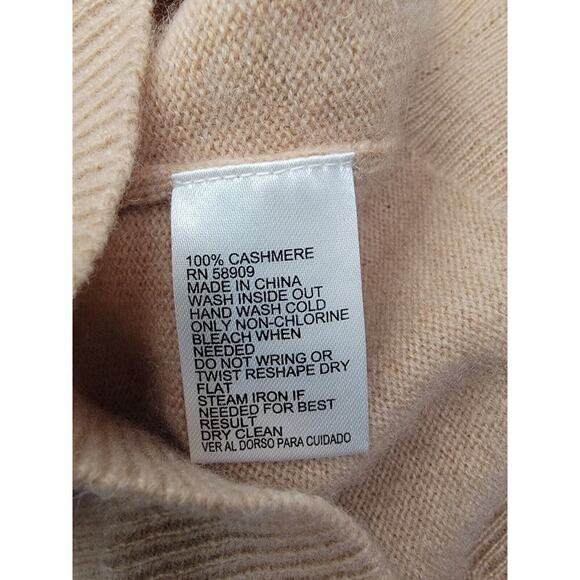 100% CASHMERE
RN 58909
MADE IN CHINA
WASH INSIDE OUT
HAND WASH COLD
ONLY NON-CHLORINE
BLEACH WHEN
NEEDED
DO NOT WRING OR
TWIST RESHAPE DRY
FLAT
STEAM IRON IF
NEEDED FOR BEST
RESULT
DRY CLEAN
VER AL DORSO PARA CUIDADO